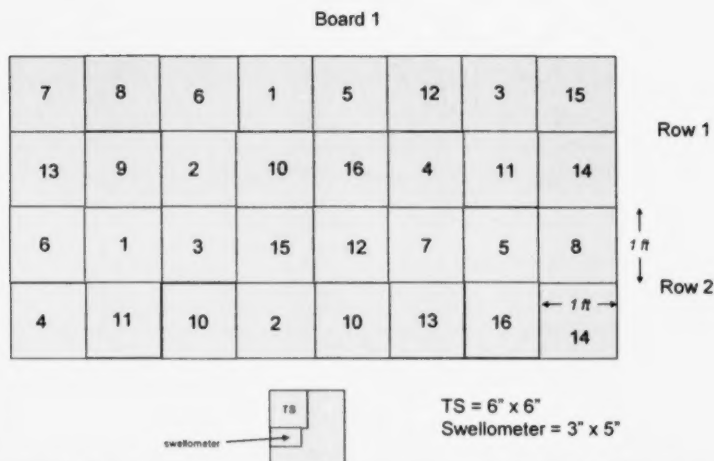 Board 1
7 8 6 1 5 12 3 15
Row 1
13 9 2 10 16 4 11 14
6 1 3 15 12 7 5 8
1 ft
Row 2
4 11 10 2 10 13 16 14
1 ft
TS
swellometer
TS = 6" x 6"
Swellometer = 3" x 5"